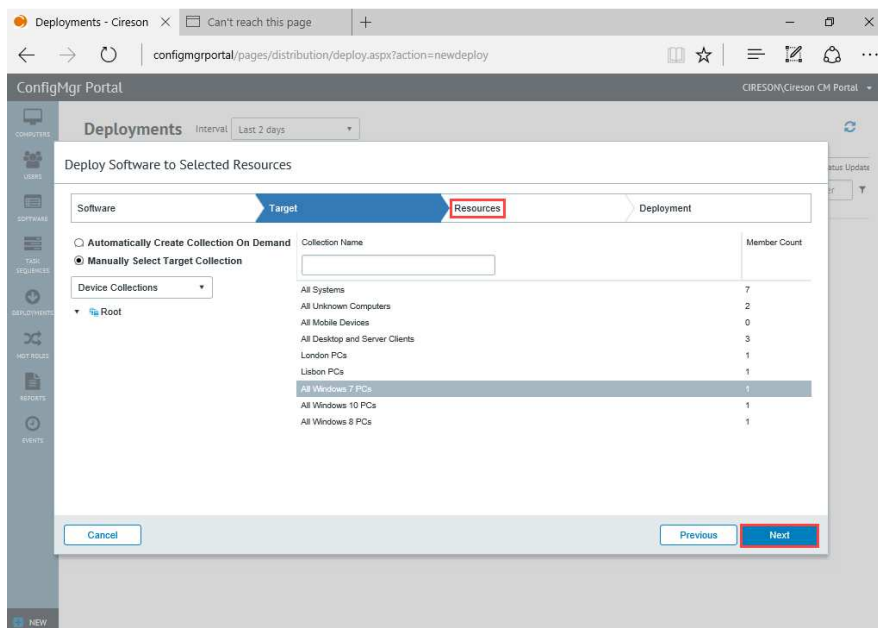 Deployments - Cireson
Can't reach this page
configmgrportal/pages/distribution/deploy.aspx?action=newdeploy
ConfigMgr Portal
CIRESON\Cireson CM Portal
COMPUTERS
Deployments Interval Last 2 days
USERS
Deploy Software to Selected Resources
atus Update
er
SOFTWARE
Software Target Resources Deployment
TASK SEQUENCES
Automatically Create Collection On Demand
Manually Select Target Collection
Collection Name Member Count
Device Collections
Root
DEPLOYMENTS
HOT ROLES
REPORTS
EVENTS
All Systems 7
All Unknown Computers 2
All Mobile Devices 0
All Desktop and Server Clients 3
London PCs 1
Lisbon PCs 1
All Windows 7 PCs 1
All Windows 10 PCs 1
All Windows 8 PCs 1
Cancel Previous Next
NEW